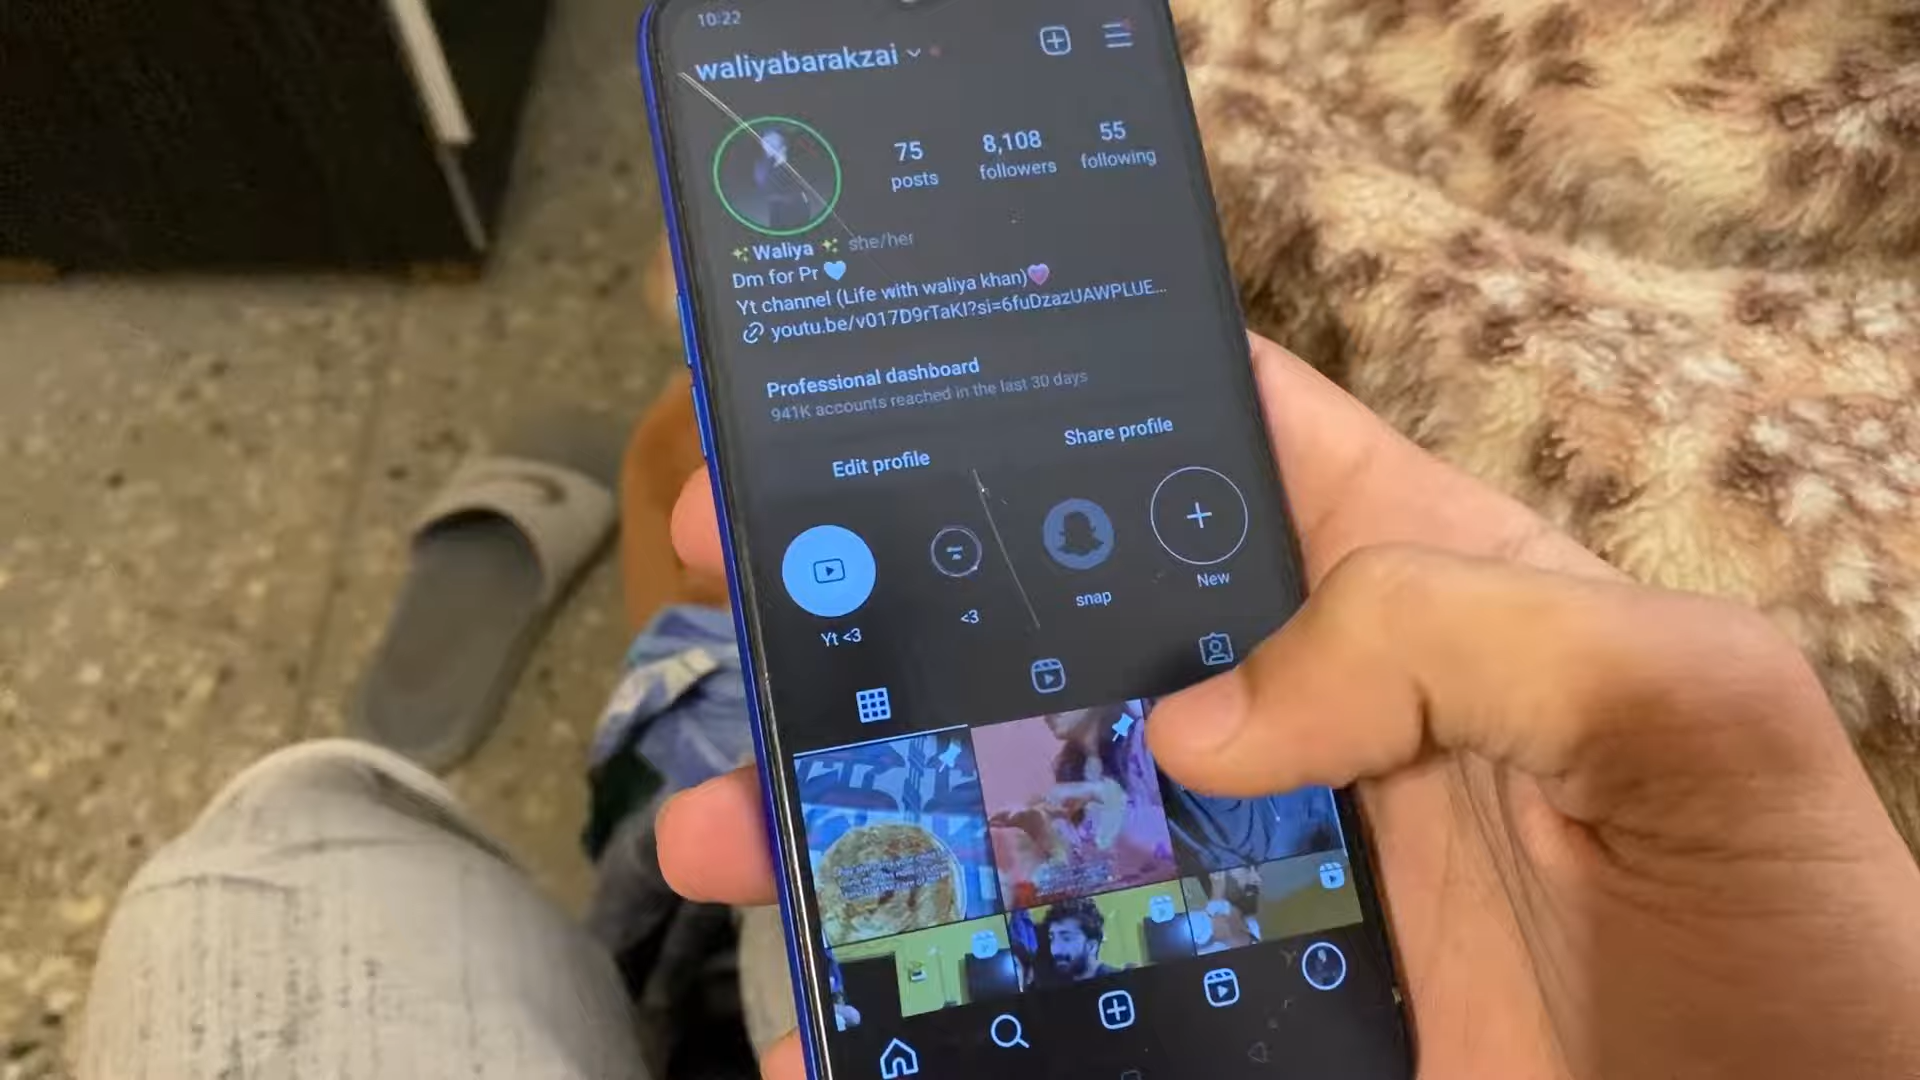 10:22
waliyabarakzai
75 8,108 55
posts followers following
Waliya she/her
Dm for Pr
Yt channel (Life with waliya khan)
youtu.be/v017D9rTaKI?si=6fuDzazUAWPLUE...
Professional dashboard
941K accounts reached in the last 30 days
Edit profile Share profile
Yt <3 <3 snap New